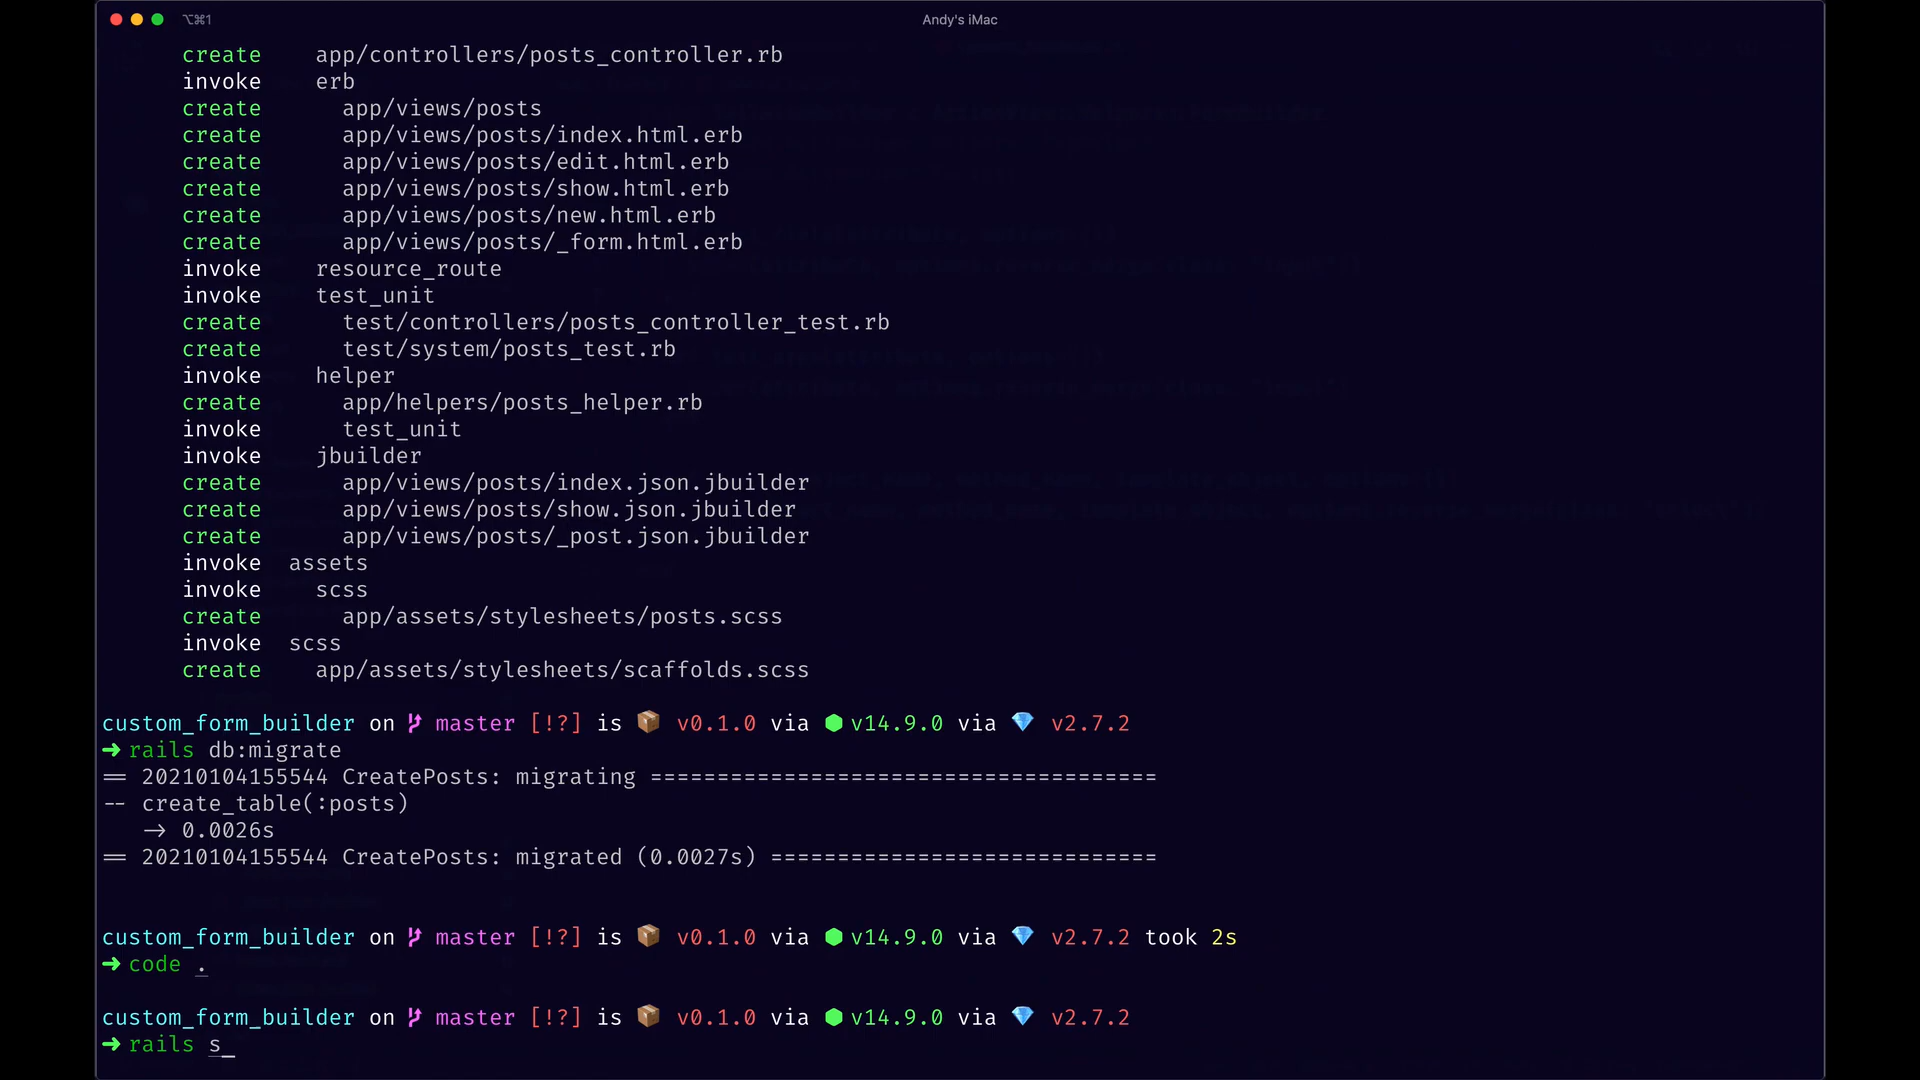 ⌥⌘1 Andy's iMac
create app/controllers/posts_controller.rb
invoke erb
create app/views/posts
create app/views/posts/index.html.erb
create app/views/posts/edit.html.erb
create app/views/posts/show.html.erb
create app/views/posts/new.html.erb
create app/views/posts/_form.html.erb
invoke resource_route
invoke test_unit
create test/controllers/posts_controller_test.rb
create test/system/posts_test.rb
invoke helper
create app/helpers/posts_helper.rb
invoke test_unit
invoke jbuilder
create app/views/posts/index.json.jbuilder
create app/views/posts/show.json.jbuilder
create app/views/posts/_post.json.jbuilder
invoke assets
invoke scss
create app/assets/stylesheets/posts.scss
invoke scss
create app/assets/stylesheets/scaffolds.scss
custom_form_builder on master [!?] is 📦 v0.1.0 via ⬢ v14.9.0 via 💎 v2.7.2
➜ rails db:migrate
== 20210104155544 CreatePosts: migrating ======================================
-- create_table(:posts)
-> 0.0026s
== 20210104155544 CreatePosts: migrated (0.0027s) =============================
custom_form_builder on master [!?] is 📦 v0.1.0 via ⬢ v14.9.0 via 💎 v2.7.2 took 2s
➜ code .
custom_form_builder on master [!?] is 📦 v0.1.0 via ⬢ v14.9.0 via 💎 v2.7.2
➜ rails s_